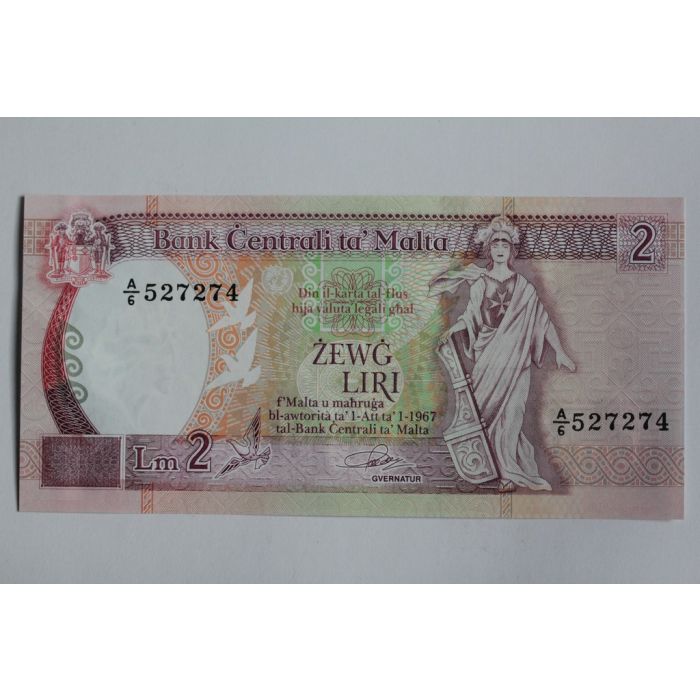 Bank Ċentrali ta' Malta
2
A/6 527274
Din il-karta tal-flus
hija valuta legali għal
ŻEWĠ
LIRI
f'Malta u maħruġa
bl-awtorità ta' l-Att ta' l-1967
tal-Bank Ċentrali ta' Malta
A/6 527274
Lm 2
GVERNATUR